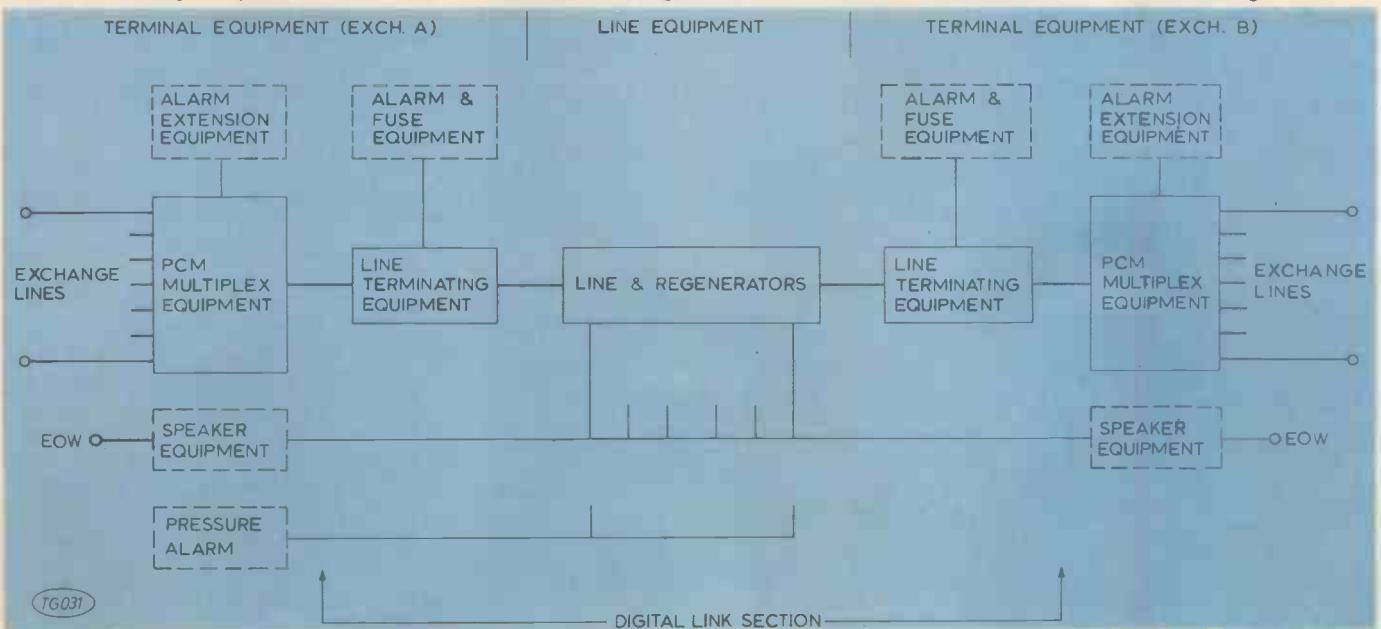 TERMINAL EQUIPMENT (EXCH. A)
LINE EQUIPMENT
TERMINAL EQUIPMENT (EXCH. B)
ALARM
EXTENSION
EQUIPMENT
ALARM &
FUSE
EQUIPMENT
ALARM &
FUSE
EQUIPMENT
ALARM
EXTENSION
EQUIPMENT
EXCHANGE
LINES
PCM
MULTIPLEX
EQUIPMENT
LINE
TERMINATING
EQUIPMENT
LINE & REGENERATORS
LINE
TERMINATING
EQUIPMENT
PCM
MULTIPLEX
EQUIPMENT
EXCHANGE
LINES
EOW
SPEAKER
EQUIPMENT
SPEAKER
EQUIPMENT
EOW
PRESSURE
ALARM
TG031
DIGITAL LINK SECTION